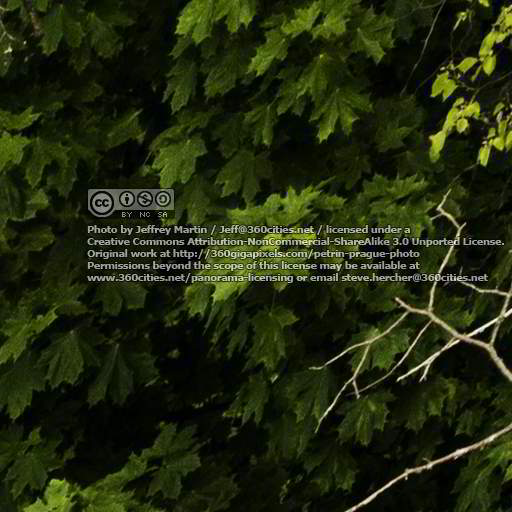 cc
BY NC SA
Photo by Jeffrey Martin / Jeff@360cities.net / licensed under a
Creative Commons Attribution-NonCommercial-ShareAlike 3.0 Unported License.
Original work at http://360gigapixels.com/petrin-prague-photo
Permissions beyond the scope of this license may be available at
www.360cities.net/panorama-licensing or email steve.hercher@360cities.net